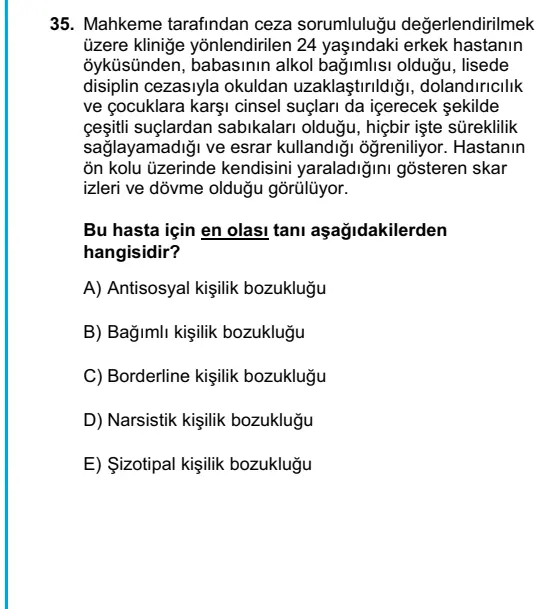 35. Mahkeme tarafından ceza sorumluluğu değerlendirilmek
üzere kliniğe yönlendirilen 24 yaşındaki erkek hastanın
öyküsünden, babasının alkol bağımlısı olduğu, lisede
disiplin cezasıyla okuldan uzaklaştırıldığı, dolandırıcılık
ve çocuklara karşı cinsel suçları da içerecek şekilde
çeşitli suçlardan sabıkaları olduğu, hiçbir işte süreklilik
sağlayamadığı ve esrar kullandığı öğreniliyor. Hastanın
ön kolu üzerinde kendisini yaraladığını gösteren skar
izleri ve dövme olduğu görülüyor.
Bu hasta için en olası tanı aşağıdakilerden
hangisidir?
A) Antisosyal kişilik bozukluğu
B) Bağımlı kişilik bozukluğu
C) Borderline kişilik bozukluğu
D) Narsistik kişilik bozukluğu
E) Şizotipal kişilik bozukluğu